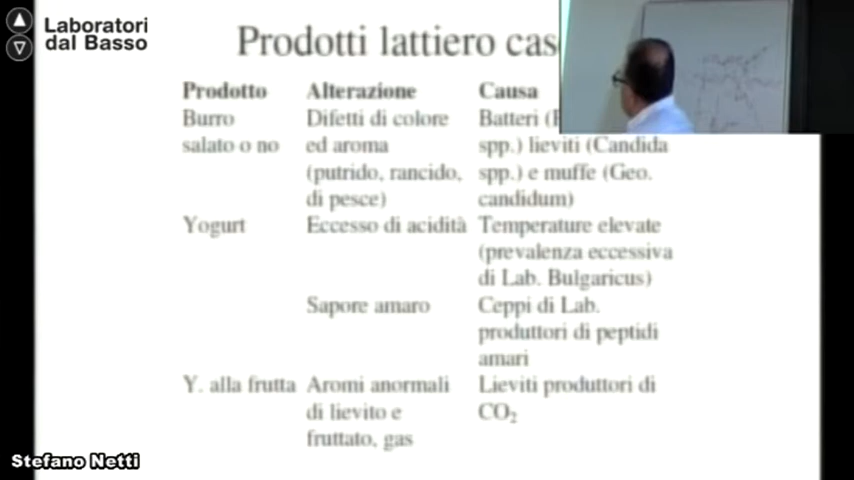 Laboratori
dal Basso
Prodotti lattiero
Prodotto Alterazione Causa
Burro Difetti di colore Batteri
salato o no ed aroma spp.) lieviti (Candida
(putrido, rancido, spp.) e muffe (Geo.
di pesce) candidum)
Yogurt Eccesso di acidità Temperature elevate
(prevalenza eccessiva
di Lab. Bulgaricus)
Sapore amaro Ceppi di Lab.
produttori di peptidi
amari
Y. alla frutta Aromi anormali Lieviti produttori di
di lievito e CO₂
fruttato, gas
Stefano Netti